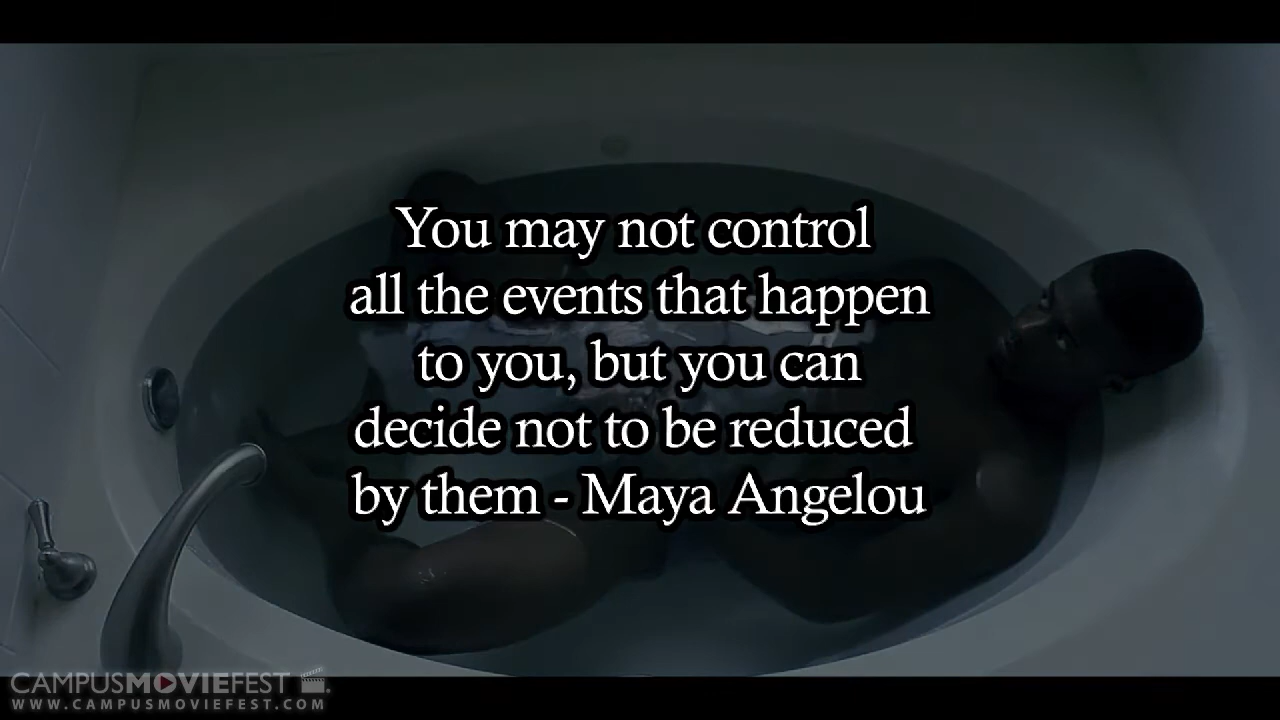 You may not control
all the events that happen
to you, but you can
decide not to be reduced
by them - Maya Angelou
CAMPUSMOVIEFEST
WWW.CAMPUSMOVIEFEST.COM